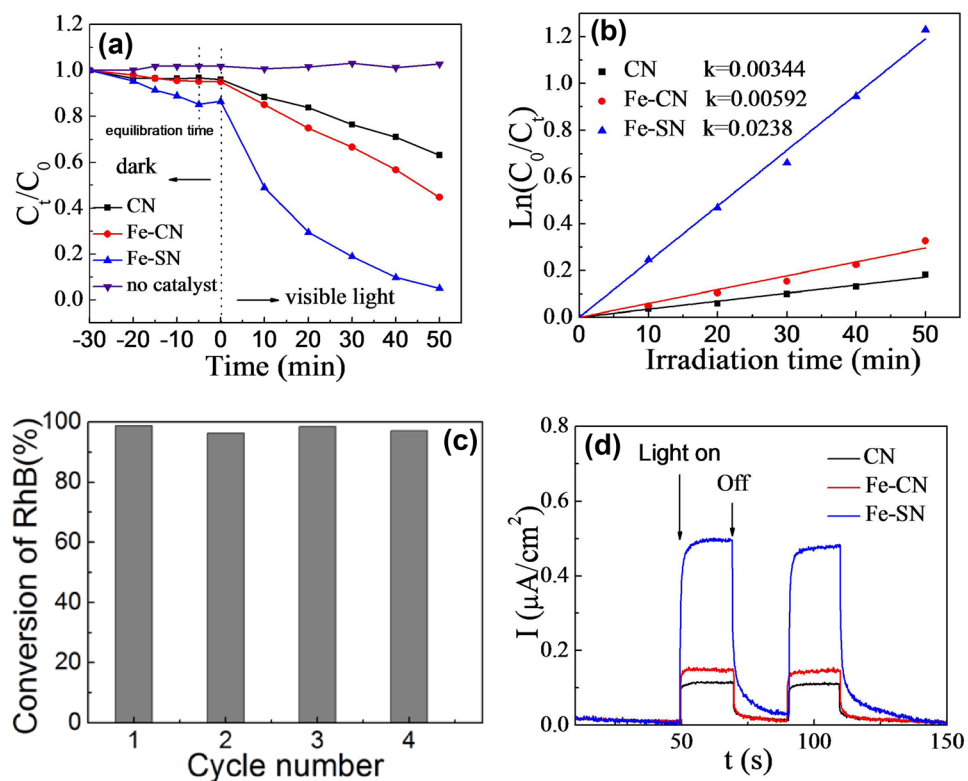 (a)
1.2
1.0
0.8
0.6
0.4
0.2
0.0
C_t/C_0
equilibration time
dark
CN
Fe-CN
Fe-SN
no catalyst
visible light
-30 -20 -10 0 10 20 30 40 50
Time (min)
(b)
1.2
1.0
0.8
0.6
0.4
0.2
0.0
Ln(C_0/C_t)
CN k=0.00344
Fe-CN k=0.00592
Fe-SN k=0.0238
0 10 20 30 40 50
Irradiation time (min)
(c)
100
80
60
40
20
0
Conversion of RhB(%)
1 2 3 4
Cycle number
(d)
0.8
0.6
0.4
0.2
0.0
I (μA/cm²)
Light on
Off
CN
Fe-CN
Fe-SN
50 100 150
t (s)